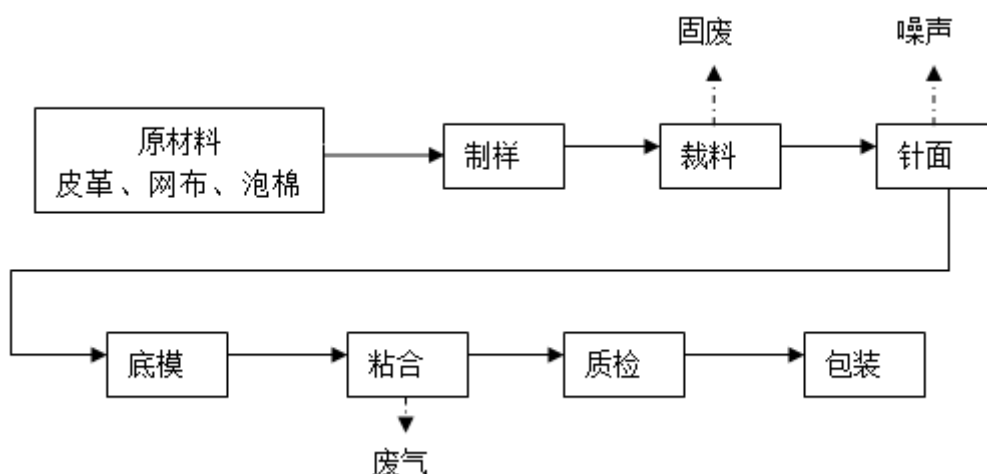 固废
噪声
原材料
皮革、网布、泡棉
制样
裁料
针面
底模
粘合
质检
包装
废气